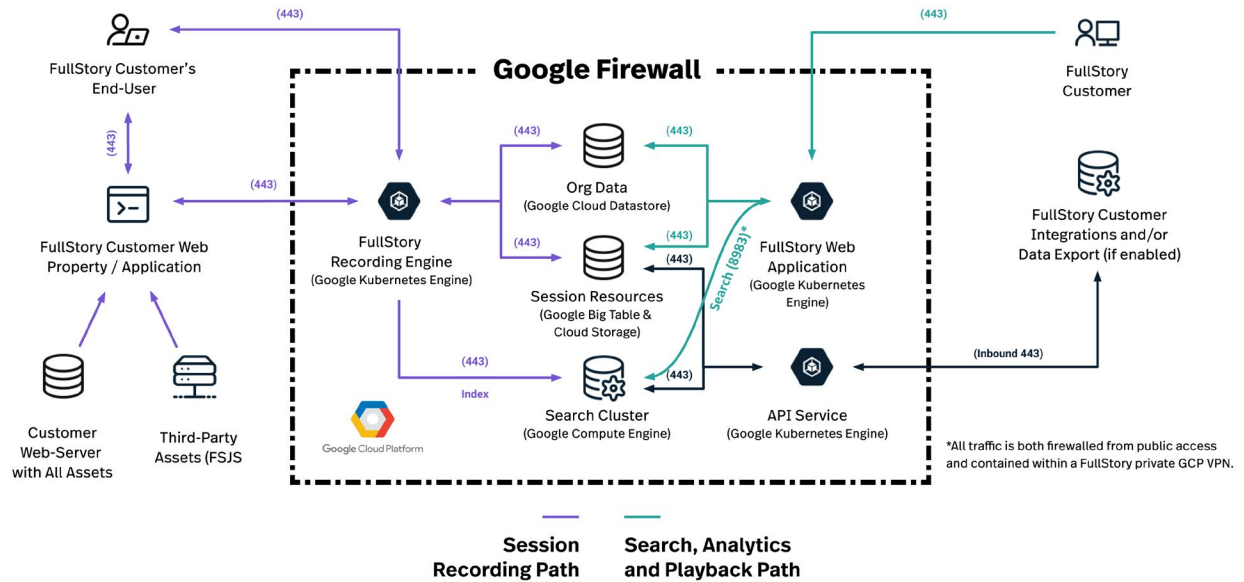 (443)
(443)
FullStory Customer's
End-User
Google Firewall
FullStory
Customer
(443)
(443)
(443)
(443)
Org Data
(Google Cloud Datastore)
FullStory Customer Web
Property / Application
FullStory
Recording Engine
(Google Kubernetes Engine)
(443)
(443)
(443)
Session Resources
(Google Big Table &
Cloud Storage)
Search (8983)*
FullStory Web
Application
(Google Kubernetes
Engine)
FullStory Customer
Integrations and/or
Data Export (if enabled)
(443)
Index
(443)
(Inbound 443)
Search Cluster
(Google Compute Engine)
API Service
(Google Kubernetes Engine)
Google Cloud Platform
Customer
Web-Server
with All Assets
Third-Party
Assets (FSJS
*All traffic is both firewalled from public access
and contained within a FullStory private GCP VPN.
Session
Recording Path
Search, Analytics
and Playback Path